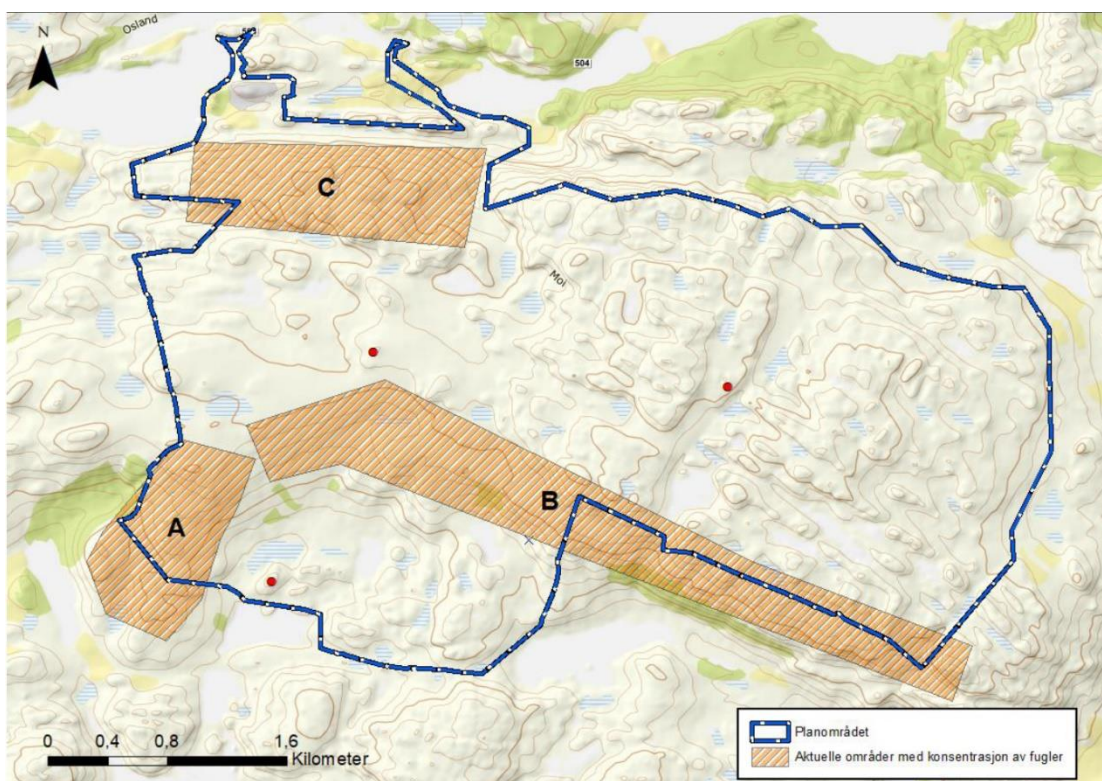 Osland
N
504
C
Moi
B
A
0 0,4 0,8 1,6
Kilometer
Planområdet
Aktuelle områder med konsentrasjon av fugler